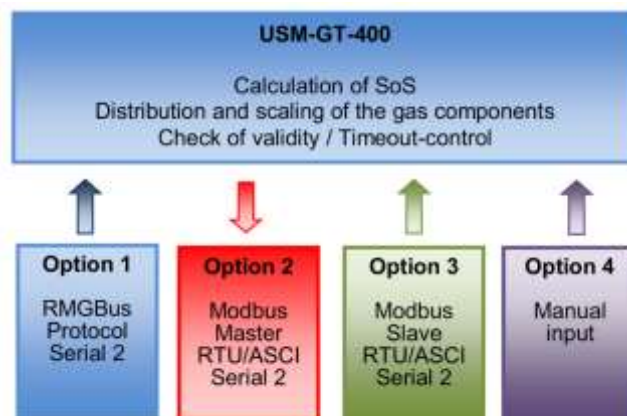 USM-GT-400
Calculation of SoS
Distribution and scaling of the gas components
Check of validity / Timeout-control
Option 1
RMGBus
Protocol
Serial 2
Option 2
Modbus
Master
RTU/ASCI
Serial 2
Option 3
Modbus
Slave
RTU/ASCI
Serial 2
Option 4
Manual
input